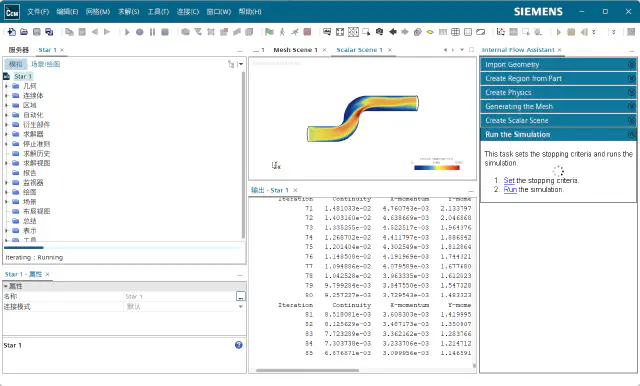 CCM 文件(F) 编辑(E) 网格(M) 求解(S) 工具(T) 连接(C) 窗口(W) 帮助(H) SIEMENS
服务器 Star 1 ×
模拟 场景/绘图
Star 1
几何
连续体
区域
自动化
衍生部件
求解器
停止准则
求解历史
求解视图
报告
监视器
绘图
场景
布局视图
总结
表示
工具
Iterating : Running
Star 1 - 属性 ×
属性
名称 Star 1
连接模式 默认
Star 1
... 1 Mesh Scene 1 × Scalar Scene 1 ×
输出 - Star 1 ×
Iteration Continuity X-momentum Y-mome
71 1.481033e-02 4.760743e-03 2.133797
72 1.403160e-02 4.638669e-03 2.046868
73 1.335255e-02 4.522517e-03 1.964376
74 1.268702e-02 4.411797e-03 1.886842
75 1.201404e-02 4.302549e-03 1.812864
76 1.148508e-02 4.191969e-03 1.744321
77 1.094886e-02 4.079589e-03 1.677680
78 1.042528e-02 3.963335e-03 1.612023
79 9.799284e-03 3.847550e-03 1.547328
80 9.257227e-03 3.729543e-03 1.483323
Iteration Continuity X-momentum Y-mome
81 8.518081e-03 3.608303e-03 1.419995
82 8.125629e-03 3.487173e-03 1.350907
83 7.723289e-03 3.362162e-03 1.283766
84 7.303738e-03 3.233706e-03 1.214712
85 6.876871e-03 3.099956e-03 1.146591
Internal Flow Assistant ×
Import Geometry
Create Region from Part
Create Physics
Generating the Mesh
Create Scalar Scene
Run the Simulation
This task sets the stopping criteria and runs the
simulation.
1. Set the stopping criteria.
2. Run the simulation.